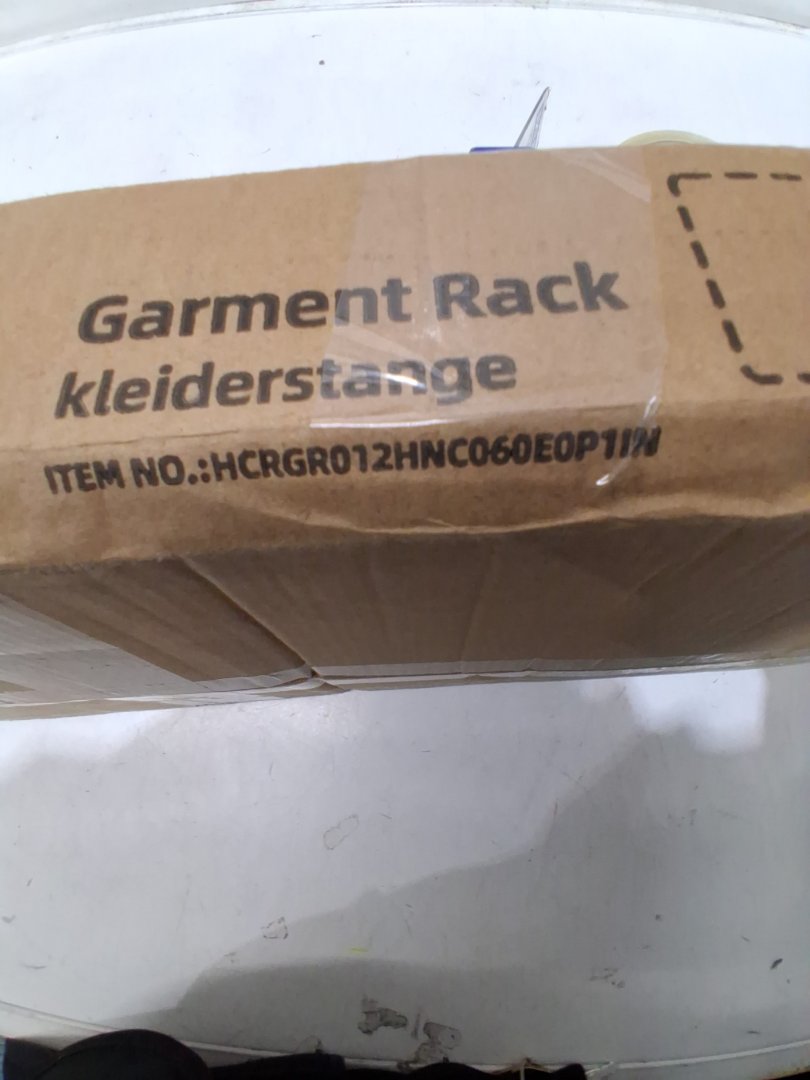 Garment Rack
kleiderstange
ITEM NO.:HCRGR012HNC060E0P1IN